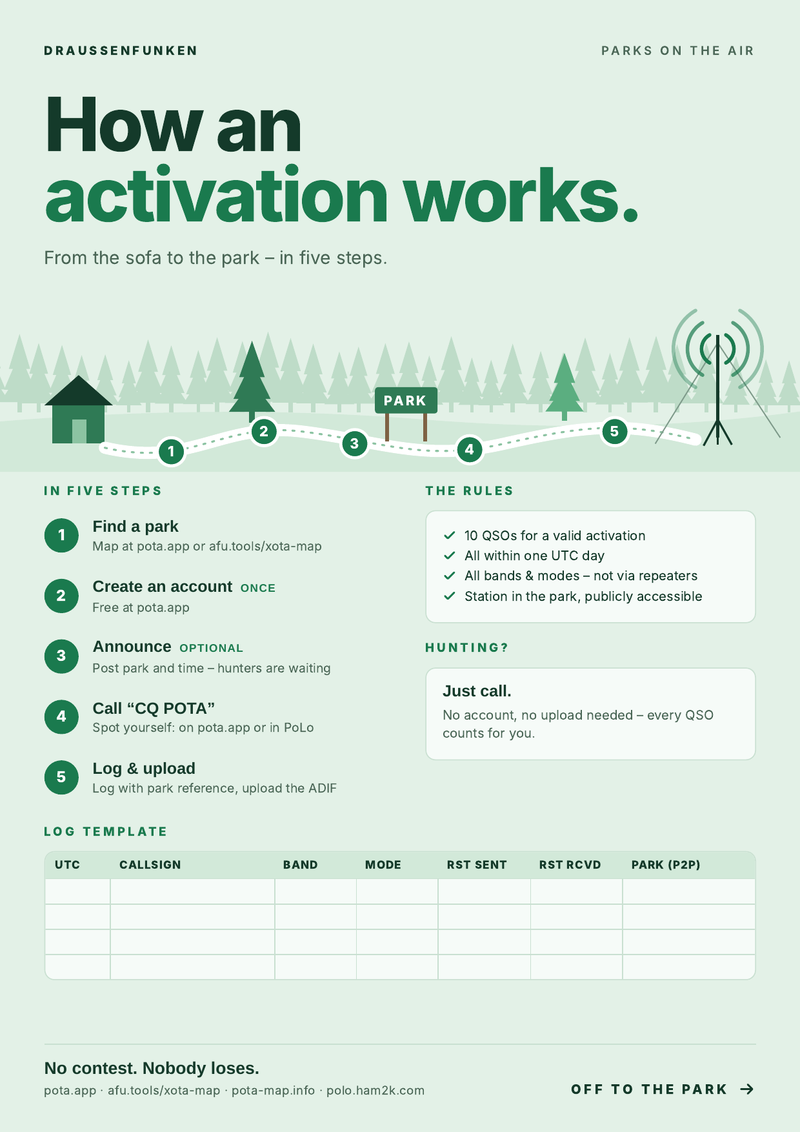 DRAUSSENFUNKEN
PARKS ON THE AIR
How an
activation works.
From the sofa to the park – in five steps.
PARK
1
2
3
4
5
IN FIVE STEPS
1
Find a park
Map at pota.app or afu.tools/xota-map
2
Create an account ONCE
Free at pota.app
3
Announce OPTIONAL
Post park and time – hunters are waiting
4
Call “CQ POTA”
Spot yourself: on pota.app or in PoLo
5
Log & upload
Log with park reference, upload the ADIF
THE RULES
10 QSOs for a valid activation
All within one UTC day
All bands & modes – not via repeaters
Station in the park, publicly accessible
HUNTING?
Just call.
No account, no upload needed – every QSO
counts for you.
LOG TEMPLATE
UTC CALLSIGN BAND MODE RST SENT RST RCVD PARK (P2P)
No contest. Nobody loses.
pota.app · afu.tools/xota-map · pota-map.info · polo.ham2k.com
OFF TO THE PARK →